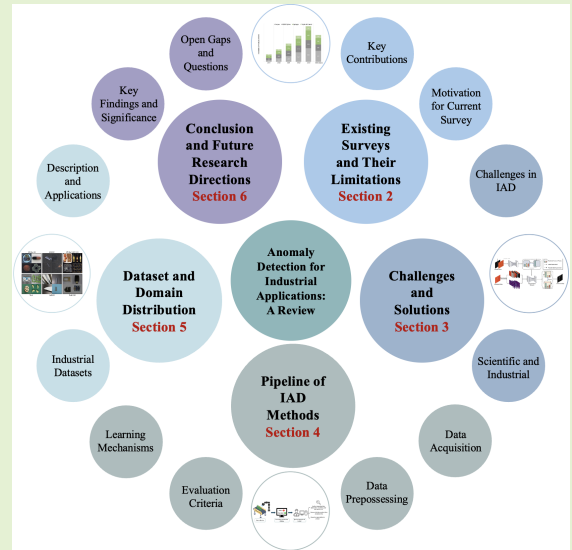 Open Gaps
and
Questions
Key
Contributions
Key
Findings and
Significance
Motivation
for Current
Survey
Conclusion
and Future
Research
Directions
Section 6
Existing
Surveys
and Their
Limitations
Section 2
Description
and
Applications
Challenges in
IAD
Anomaly
Detection for
Industrial
Applications:
A Review
Dataset and
Domain
Distribution
Section 5
Challenges
and
Solutions
Section 3
Industrial
Datasets
Scientific and
Industrial
Pipeline of
IAD
Methods
Section 4
Learning
Mechanisms
Data
Acquisition
Evaluation
Criteria
Data
Prepossessing